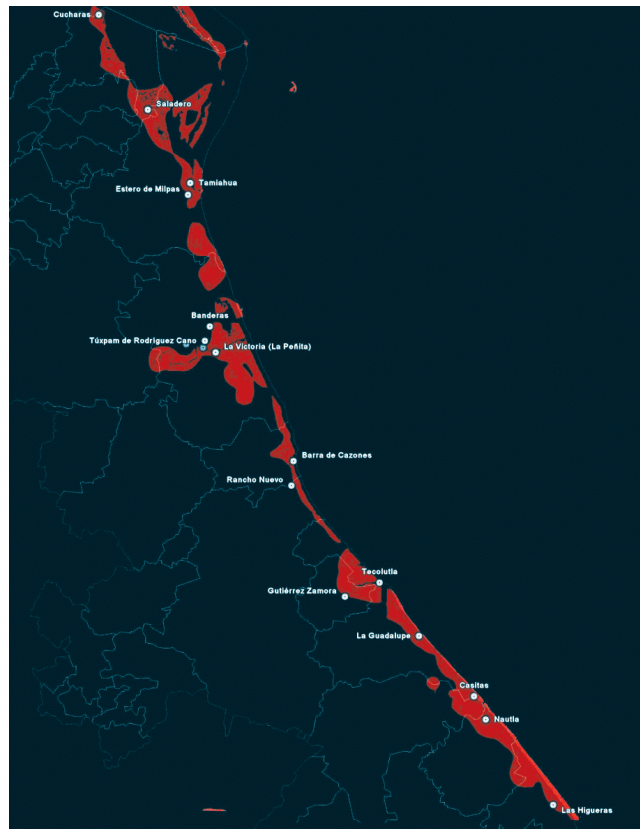 Cucharas
Saladero
Tamiahua
Estero de Milpas
Banderas
Túxpam de Rodríguez Cano
La Victoria (La Peñita)
Barra de Cazones
Rancho Nuevo
Tecolutla
Gutiérrez Zamora
La Guadalupe
Casitas
Nautla
Las Higueras